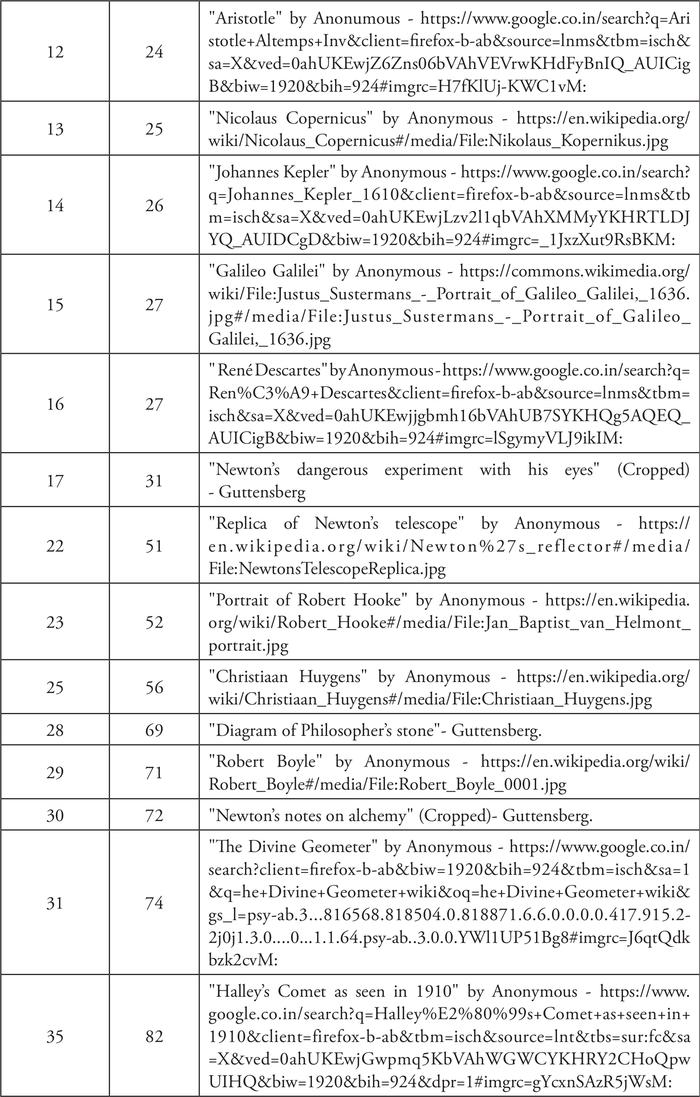 12 24 "Aristotle" by Anonumous - https://www.google.co.in/search?q=Ari
stotle+Altemps+Inv&client=firefox-b-ab&source=lnms&tbm=isch&
sa=X&ved=0ahUKEwjZ6Zns06bVAhVEVrwKHdFyBnIQ_AUICig
B&biw=1920&bih=924#imgrc=H7fKlUj-KWC1vM:
13 25 "Nicolaus Copernicus" by Anonymous - https://en.wikipedia.org/
wiki/Nicolaus_Copernicus#/media/File:Nikolaus_Kopernikus.jpg
14 26 "Johannes Kepler" by Anonymous - https://www.google.co.in/search?
q=Johannes_Kepler_1610&client=firefox-b-ab&source=lnms&tb
m=isch&sa=X&ved=0ahUKEwjLzv2l1qbVAhXMMyYKHRTLDJ
YQ_AUIDCgD&biw=1920&bih=924#imgrc=_1JxzXut9RsBKM:
15 27 "Galileo Galilei" by Anonymous - https://commons.wikimedia.org/
wiki/File:Justus_Sustermans_-_Portrait_of_Galileo_Galilei,_1636.
jpg#/media/File:Justus_Sustermans_-_Portrait_of_Galileo_
Galilei,_1636.jpg
16 27 "René Descartes" by Anonymous - https://www.google.co.in/search?q=
Ren%C3%A9+Descartes&client=firefox-b-ab&source=lnms&tbm=
isch&sa=X&ved=0ahUKEwjjgbmh16bVAhUB7SYKHQg5AQEQ_
AUICigB&biw=1920&bih=924#imgrc=lSgymyVLJ9ikIM:
17 31 "Newton’s dangerous experiment with his eyes" (Cropped)
- Guttensberg
22 51 "Replica of Newton’s telescope" by Anonymous - https://
en.wikipedia.org/wiki/Newton%27s_reflector#/media/
File:NewtonsTelescopeReplica.jpg
23 52 "Portrait of Robert Hooke" by Anonymous - https://en.wikipedia.
org/wiki/Robert_Hooke#/media/File:Jan_Baptist_van_Helmont_
portrait.jpg
25 56 "Christiaan Huygens" by Anonymous - https://en.wikipedia.org/
wiki/Christiaan_Huygens#/media/File:Christiaan_Huygens.jpg
28 69 "Diagram of Philosopher’s stone"- Guttensberg.
29 71 "Robert Boyle" by Anonymous - https://en.wikipedia.org/wiki/
Robert_Boyle#/media/File:Robert_Boyle_0001.jpg
30 72 "Newton’s notes on alchemy" (Cropped)- Guttensberg.
31 74 "The Divine Geometer" by Anonymous - https://www.google.co.in/
search?client=firefox-b-ab&biw=1920&bih=924&tbm=isch&sa=1
&q=he+Divine+Geometer+wiki&oq=he+Divine+Geometer+wiki&
gs_l=psy-ab.3...816568.818504.0.818871.6.6.0.0.0.0.417.915.2-
2j0j1.3.0....0...1.1.64.psy-ab..3.0.0.YWl1UP51Bg8#imgrc=J6qtQdk
bzk2cvM:
35 82 "Halley’s Comet as seen in 1910" by Anonymous - https://www.
google.co.in/search?q=Halley%E2%80%99s+Comet+as+seen+in+
1910&client=firefox-b-ab&tbm=isch&source=lnt&tbs=sur:fc&sa
=X&ved=0ahUKEwjGwpmq5KbVAhWGWCYKHRY2CHoQpw
UIHQ&biw=1920&bih=924&dpr=1#imgrc=gYcxnSAzR5jWsM: